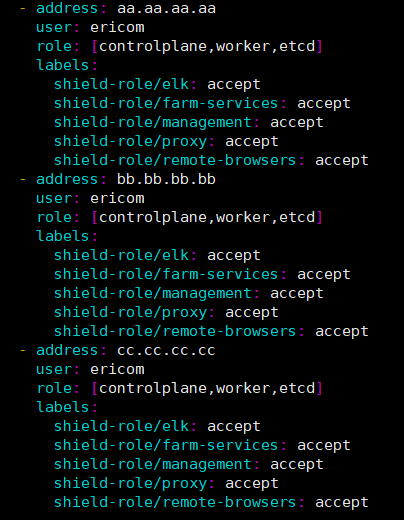 - address: aa.aa.aa.aa
  user: ericom
  role: [controlplane,worker,etcd]
  labels:
    shield-role/elk: accept
    shield-role/farm-services: accept
    shield-role/management: accept
    shield-role/proxy: accept
    shield-role/remote-browsers: accept
- address: bb.bb.bb.bb
  user: ericom
  role: [controlplane,worker,etcd]
  labels:
    shield-role/elk: accept
    shield-role/farm-services: accept
    shield-role/management: accept
    shield-role/proxy: accept
    shield-role/remote-browsers: accept
- address: cc.cc.cc.cc
  user: ericom
  role: [controlplane,worker,etcd]
  labels:
    shield-role/elk: accept
    shield-role/farm-services: accept
    shield-role/management: accept
    shield-role/proxy: accept
    shield-role/remote-browsers: accept